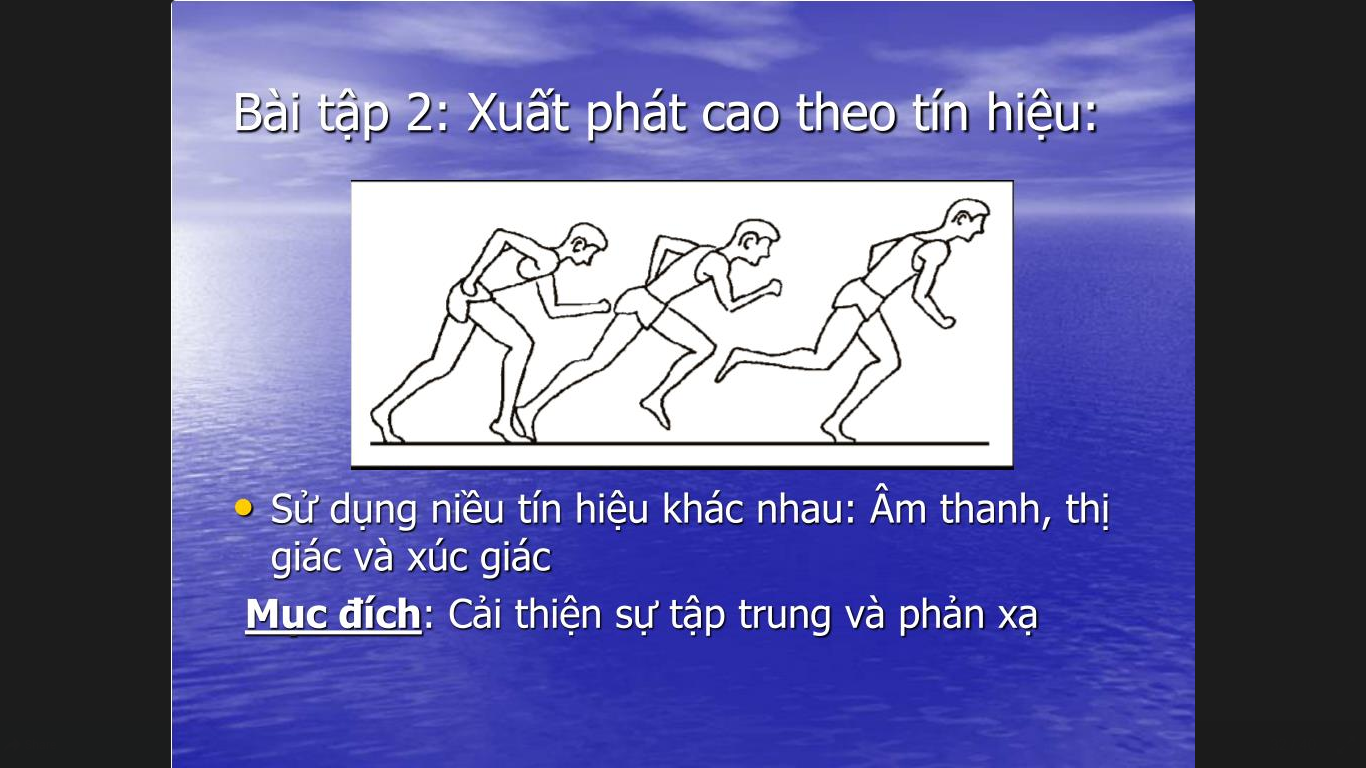 Bài tập 2: Xuất phát cao theo tín hiệu:
Sử dụng niều tín hiệu khác nhau: Âm thanh, thị
giác và xúc giác
Mục đích: Cải thiện sự tập trung và phản xạ